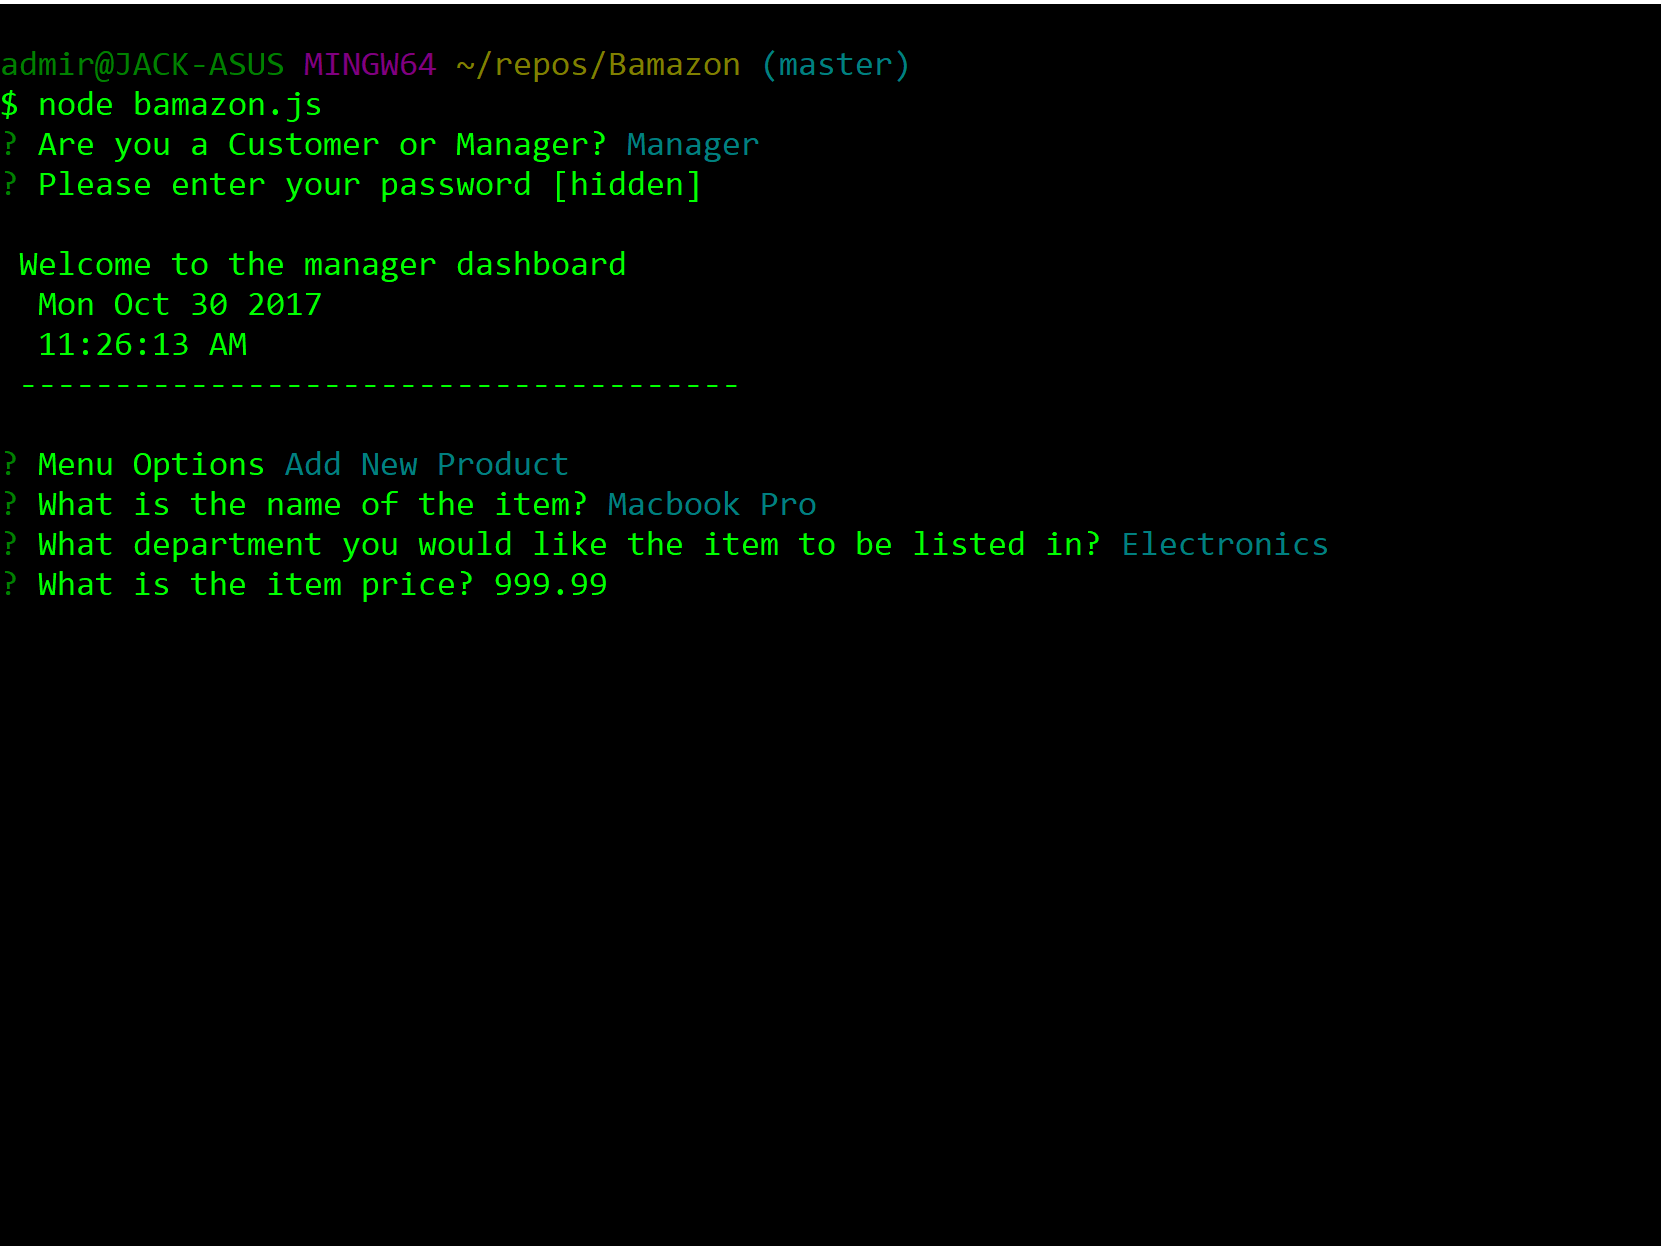 admir@JACK-ASUS MINGW64 ~/repos/Bamazon (master)
$ node bamazon.js
? Are you a Customer or Manager? Manager
? Please enter your password [hidden]
Welcome to the manager dashboard
Mon Oct 30 2017
11:26:13 AM
--------------------------------------
? Menu Options Add New Product
? What is the name of the item? Macbook Pro
? What department you would like the item to be listed in? Electronics
? What is the item price? 999.99